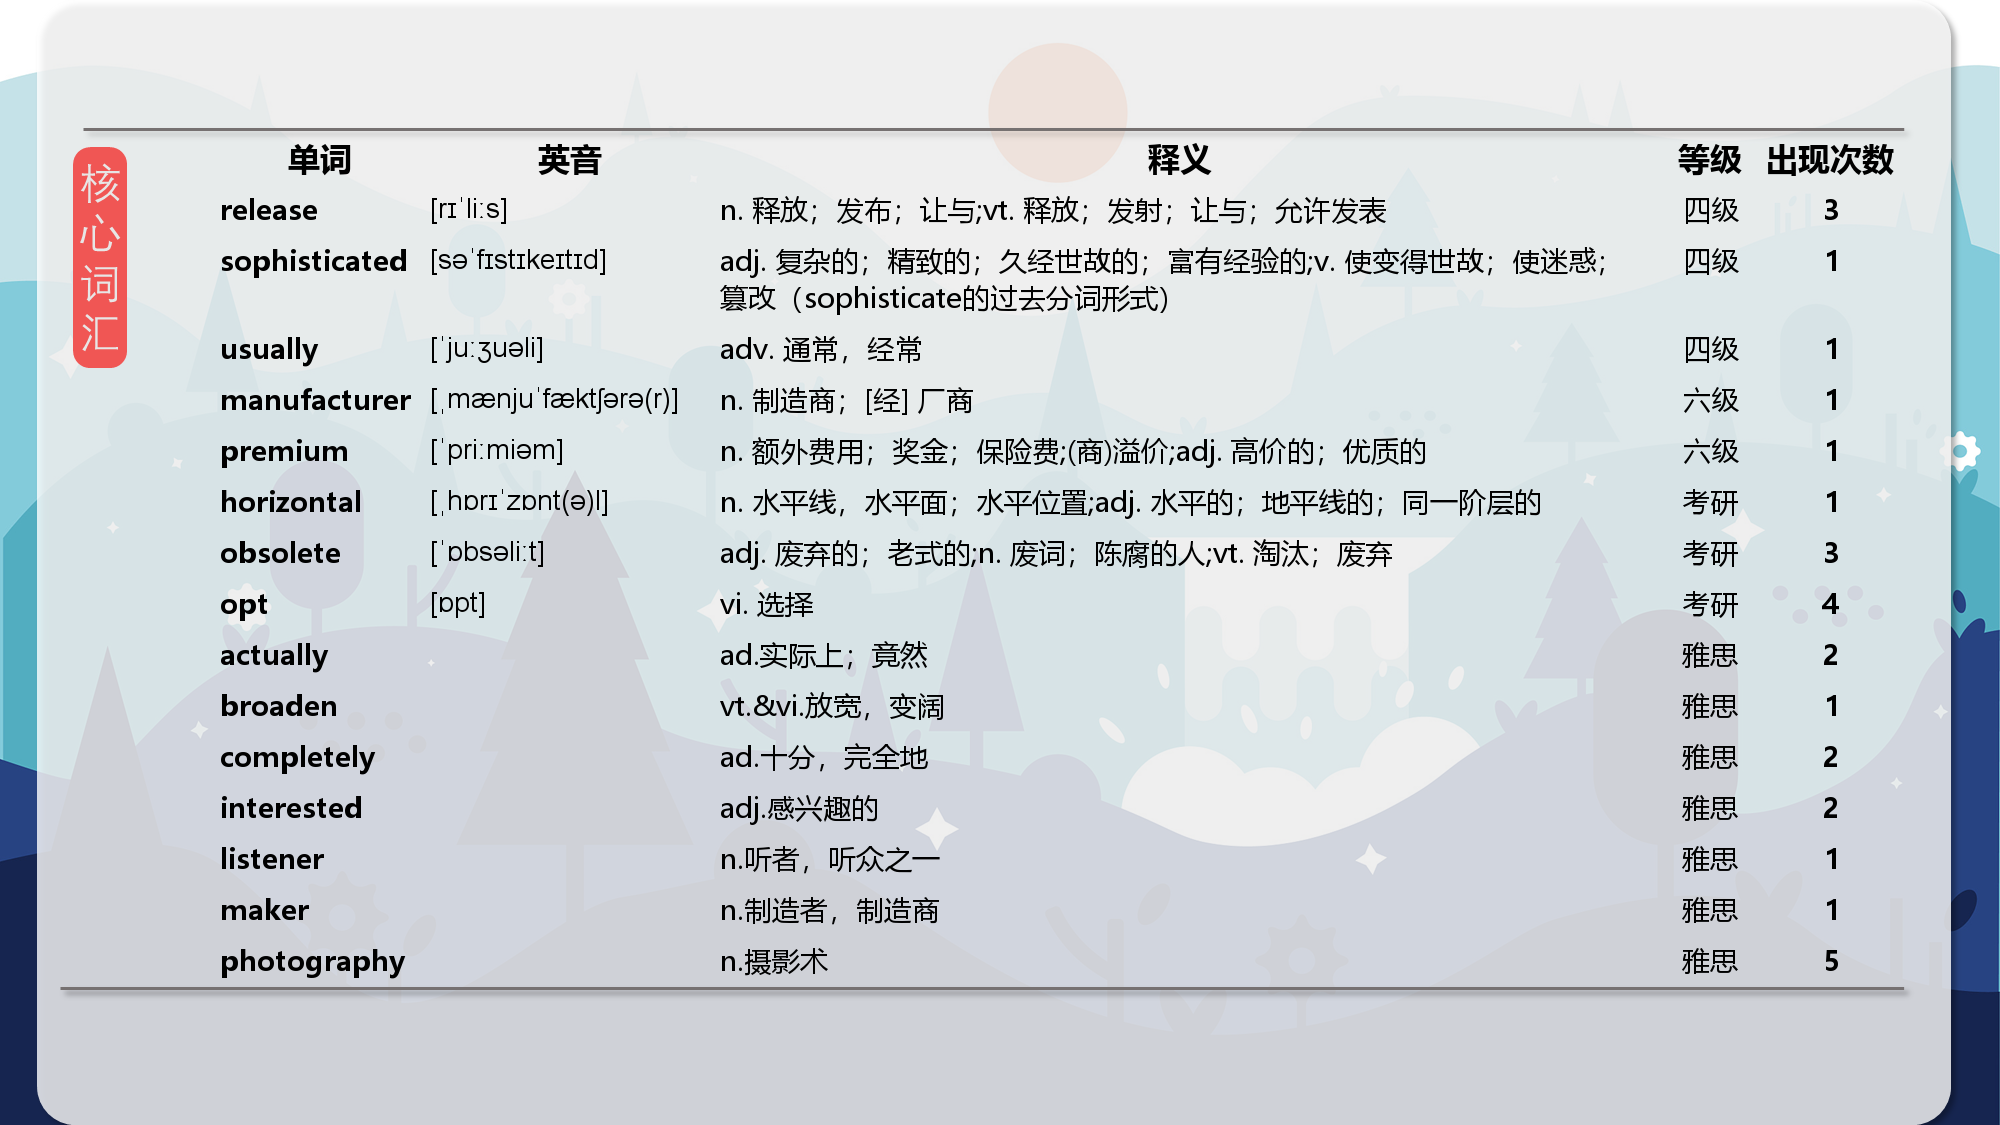 核心词汇
单词 英音 释义 等级 出现次数
release [rɪˈliːs] n. 释放；发布；让与;vt. 释放；发射；让与；允许发表 四级 3
sophisticated [səˈfɪstɪkeɪtɪd] adj. 复杂的；精致的；久经世故的；富有经验的;v. 使变得世故；使迷惑；
篡改（sophisticate的过去分词形式） 四级 1
usually [ˈjuːʒuəli] adv. 通常，经常 四级 1
manufacturer [ˌmænjuˈfæktʃərə(r)] n. 制造商；[经] 厂商 六级 1
premium [ˈpriːmiəm] n. 额外费用；奖金；保险费;(商)溢价;adj. 高价的；优质的 六级 1
horizontal [ˌhɒrɪˈzɒnt(ə)l] n. 水平线，水平面；水平位置;adj. 水平的；地平线的；同一阶层的 考研 1
obsolete [ˈɒbsəliːt] adj. 废弃的；老式的;n. 废词；陈腐的人;vt. 淘汰；废弃 考研 3
opt [ɒpt] vi. 选择 考研 4
actually ad.实际上；竟然 雅思 2
broaden vt.&vi.放宽，变阔 雅思 1
completely ad.十分，完全地 雅思 2
interested adj.感兴趣的 雅思 2
listener n.听者，听众之一 雅思 1
maker n.制造者，制造商 雅思 1
photography n.摄影术 雅思 5